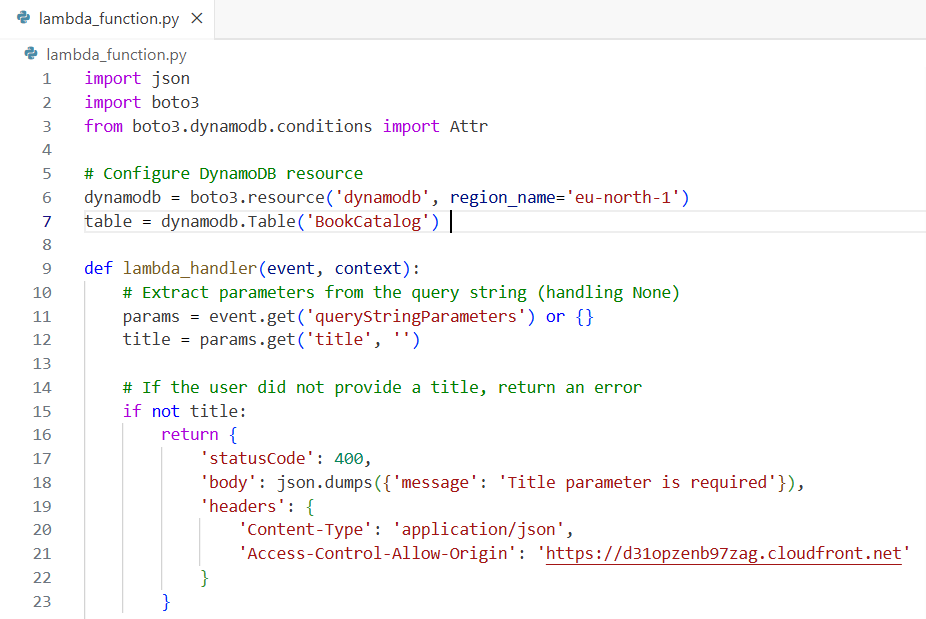 lambda_function.py ×
lambda_function.py
1 import json
2 import boto3
3 from boto3.dynamodb.conditions import Attr
4
5 # Configure DynamoDB resource
6 dynamodb = boto3.resource('dynamodb', region_name='eu-north-1')
7 table = dynamodb.Table('BookCatalog')
8
9 def lambda_handler(event, context):
10     # Extract parameters from the query string (handling None)
11     params = event.get('queryStringParameters') or {}
12     title = params.get('title', '')
13
14     # If the user did not provide a title, return an error
15     if not title:
16         return {
17             'statusCode': 400,
18             'body': json.dumps({'message': 'Title parameter is required'}),
19             'headers': {
20                 'Content-Type': 'application/json',
21                 'Access-Control-Allow-Origin': 'https://d31opzenb97zag.cloudfront.net'
22             }
23         }